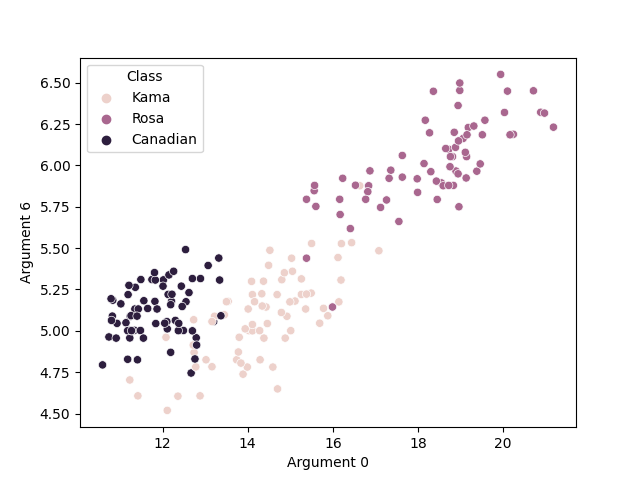 Class
Kama
Rosa
Canadian
6.50
6.25
6.00
5.75
5.50
5.25
5.00
4.75
4.50
Argument 6
12 14 16 18 20
Argument 0